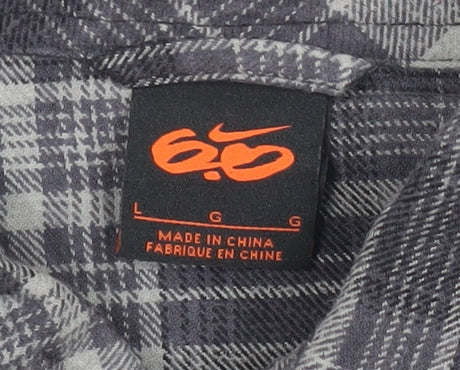 6.0
L G G
MADE IN CHINA
FABRIQUE EN CHINE